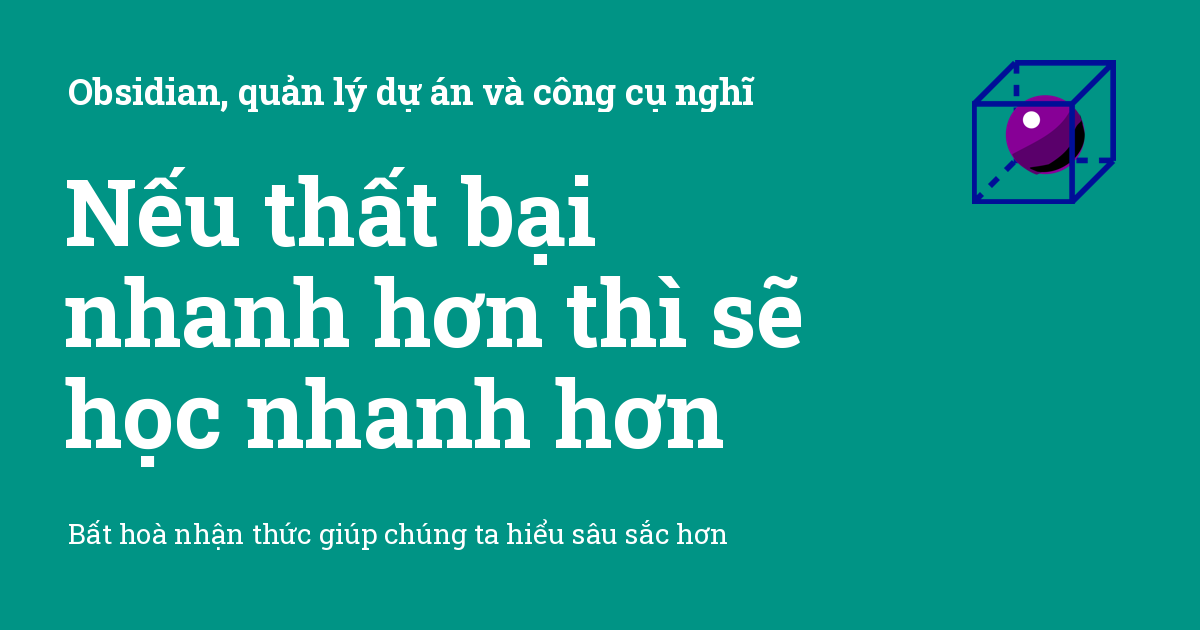 Obsidian, quản lý dự án và công cụ nghĩ
Nếu thất bại
nhanh hơn thì sẽ
học nhanh hơn
Bất hoà nhận thức giúp chúng ta hiểu sâu sắc hơn